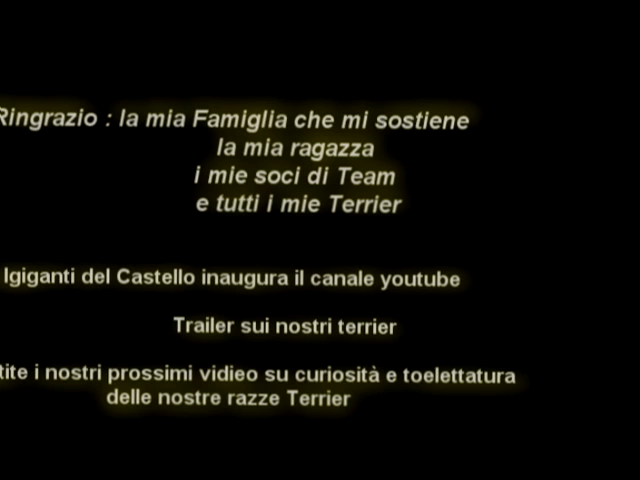 Ringrazio : la mia Famiglia che mi sostiene
la mia ragazza
i mie soci di Team
e tutti i mie Terrier
Igiganti del Castello inaugura il canale youtube
Trailer sui nostri terrier
i nostri prossimi vidieo su curiosità e toelettatura
delle nostre razze Terrier